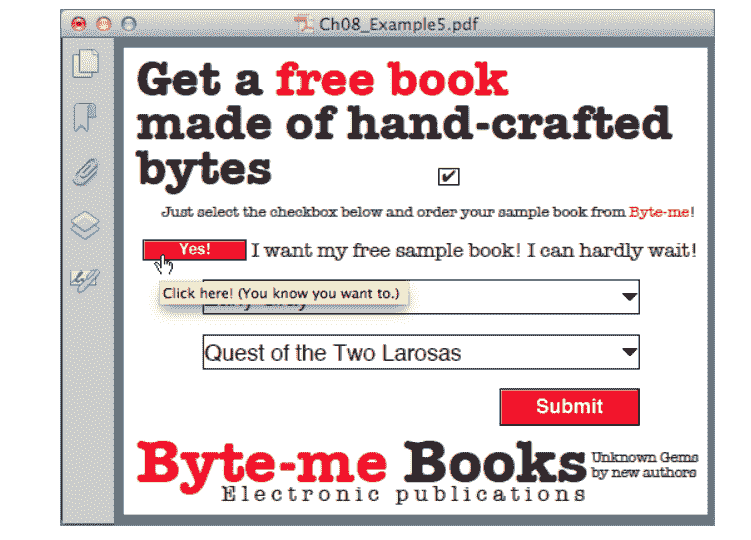 Ch08_Example5.pdf
Get a free book
made of hand-crafted
bytes
Just select the checkbox below and order your sample book from Byte-me!
Yes! I want my free sample book! I can hardly wait!
Click here! (You know you want to.)
Quest of the Two Larosas
Submit
Byte-me Books
Unknown Gems
by new authors
Electronic publications